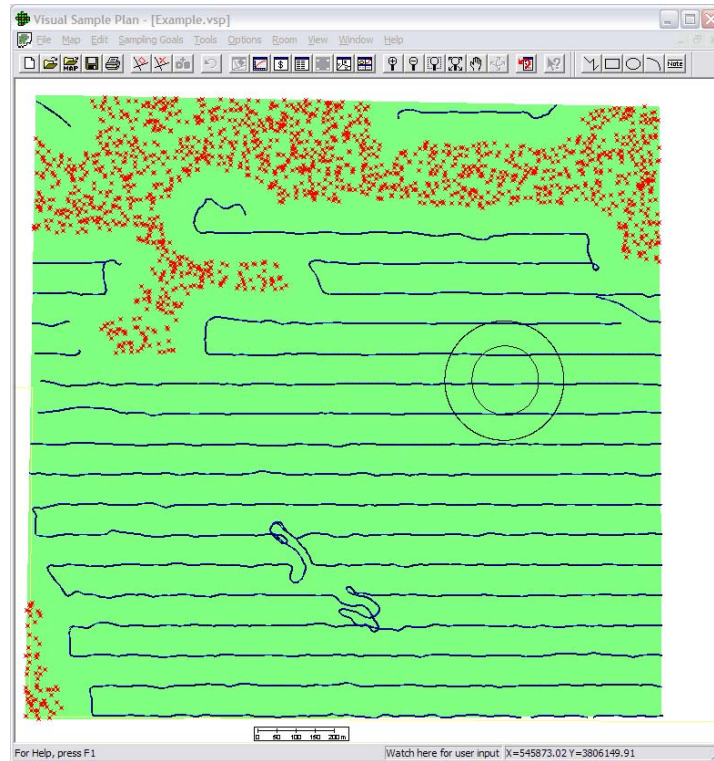 Visual Sample Plan - [Example.vsp]
File Map Edit Sampling Goals Tools Options Room View Window Help
MAP
$
Note
0 50 100 150 200 m
For Help, press F1 Watch here for user input X=545873.02 Y=3806149.91